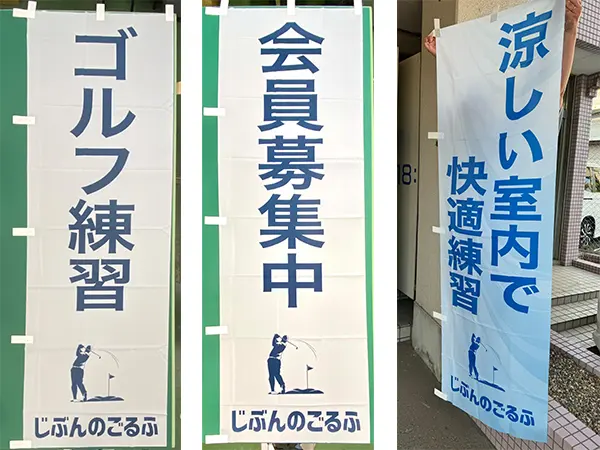 ゴルフ練習
じぶんのごるふ
会員募集中
じぶんのごるふ
涼しい室内で
快適練習
じぶんのごるふ
08: